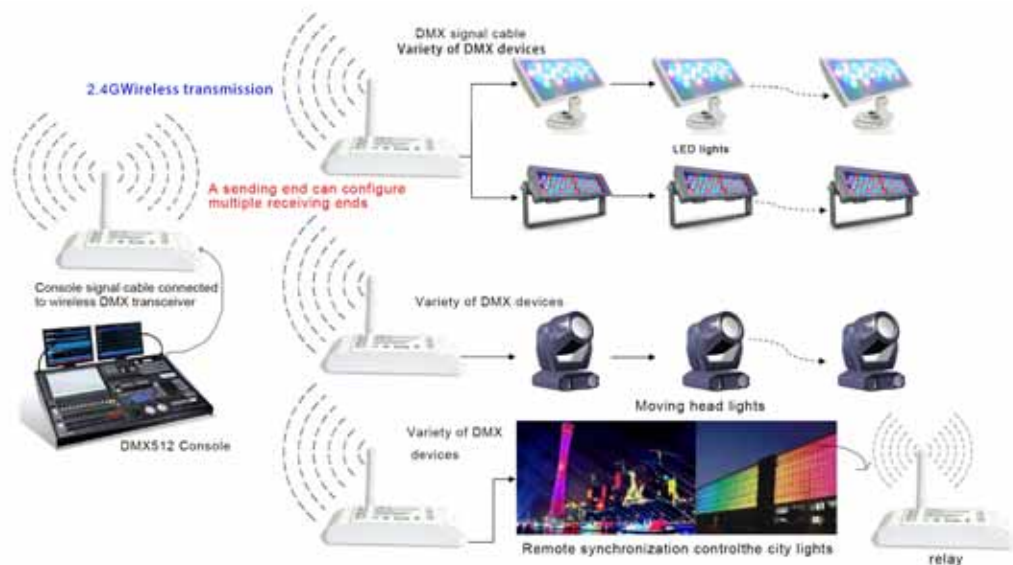 DMX signal cable
Variety of DMX devices
2.4GWireless transmission
LED lights
A sending end can configure
multiple receiving ends
Console signal cable connected
to wireless DMX transceiver
Variety of DMX devices
Moving head lights
DMX512 Console
Variety of DMX
devices
Remote synchronization controlthe city lights
relay